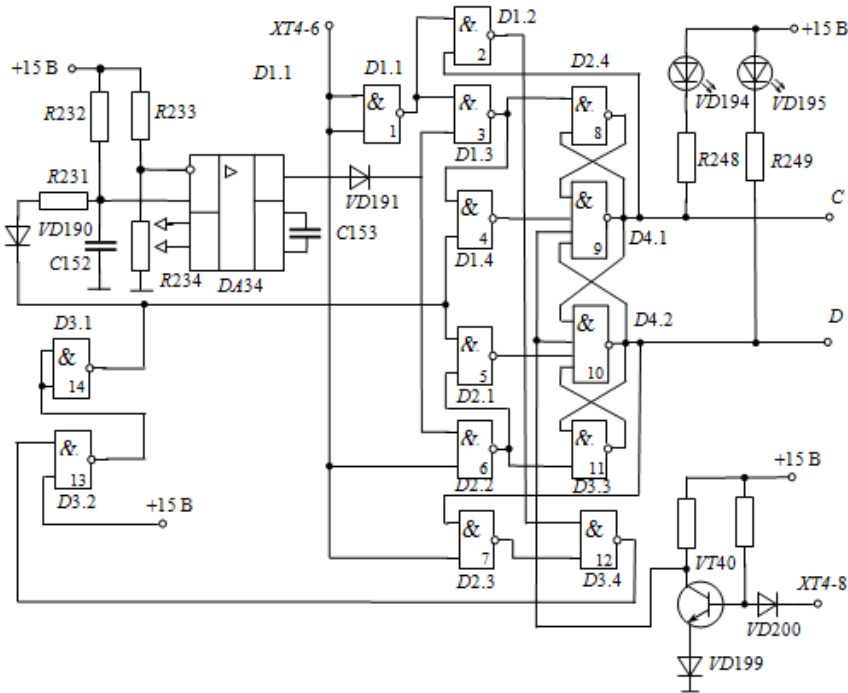 XT4-6
D1.2
&
2
+15 В
+15 В
D1.1
D1.1
D2.4
&
1
&
3
D1.3
&
8
VD194
VD195
R232
R233
R248
R249
R231
VD191
VD190
C152
R234
DA34
C153
&
4
D1.4
&
9
D4.1
C
D3.1
&
14
D4.2
D
&
5
D2.1
&
10
&
13
D3.2
&
6
D2.2
&
11
D3.3
+15 В
+15 В
&
7
D2.3
&
12
D3.4
VT40
XT4-8
VD200
VD199